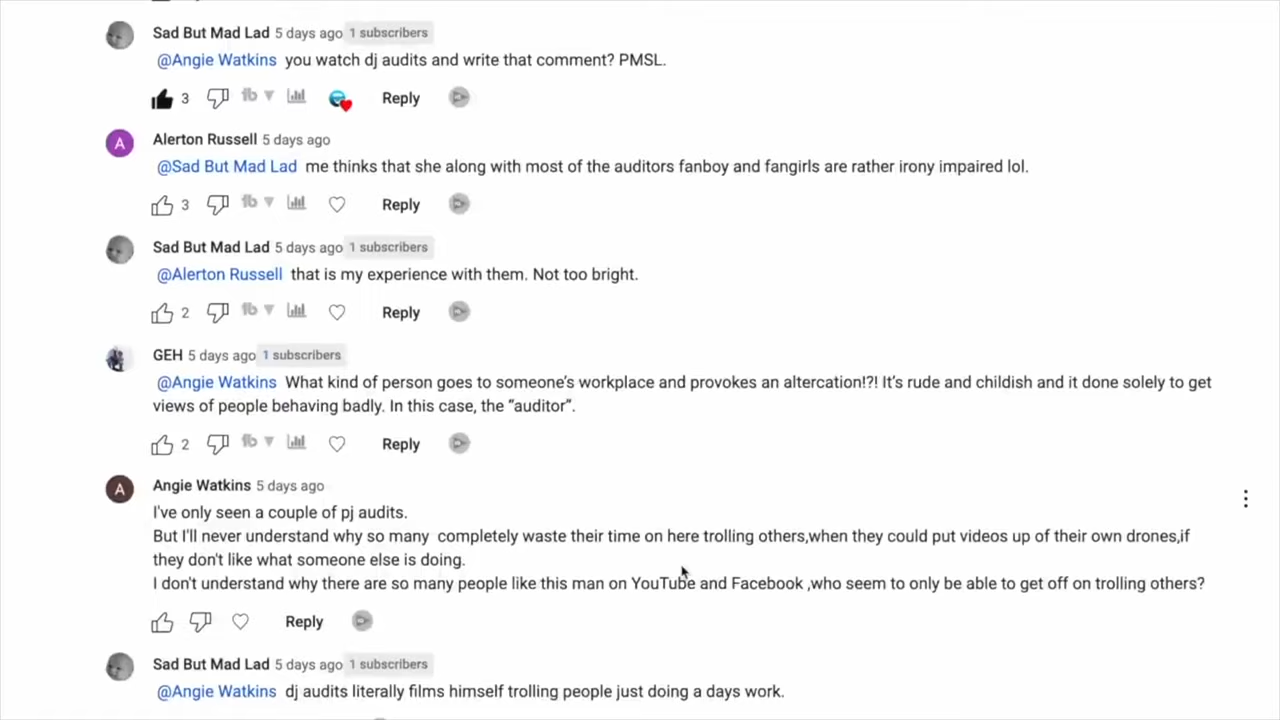 Sad But Mad Lad 5 days ago 1 subscribers
@Angie Watkins you watch dj audits and write that comment? PMSL.
3 Reply
A Alerton Russell 5 days ago
@Sad But Mad Lad me thinks that she along with most of the auditors fanboy and fangirls are rather irony impaired lol.
3 Reply
Sad But Mad Lad 5 days ago 1 subscribers
@Alerton Russell that is my experience with them. Not too bright.
2 Reply
GEH 5 days ago 1 subscribers
@Angie Watkins What kind of person goes to someone's workplace and provokes an altercation!?! It's rude and childish and it done solely to get
views of people behaving badly. In this case, the “auditor”.
2 Reply
A Angie Watkins 5 days ago
I've only seen a couple of pj audits.
But I'll never understand why so many completely waste their time on here trolling others,when they could put videos up of their own drones,if
they don't like what someone else is doing.
I don't understand why there are so many people like this man on YouTube and Facebook ,who seem to only be able to get off on trolling others?
Reply
Sad But Mad Lad 5 days ago 1 subscribers
@Angie Watkins dj audits literally films himself trolling people just doing a days work.